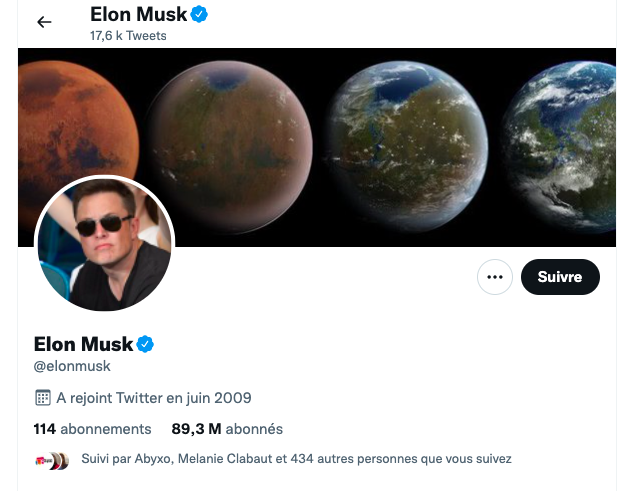 Elon Musk
17,6 k Tweets
Suivre
Elon Musk
@elonmusk
A rejoint Twitter en juin 2009
114 abonnements 89,3 M abonnés
Suivi par Abyxo, Melanie Clabaut et 434 autres personnes que vous suivez